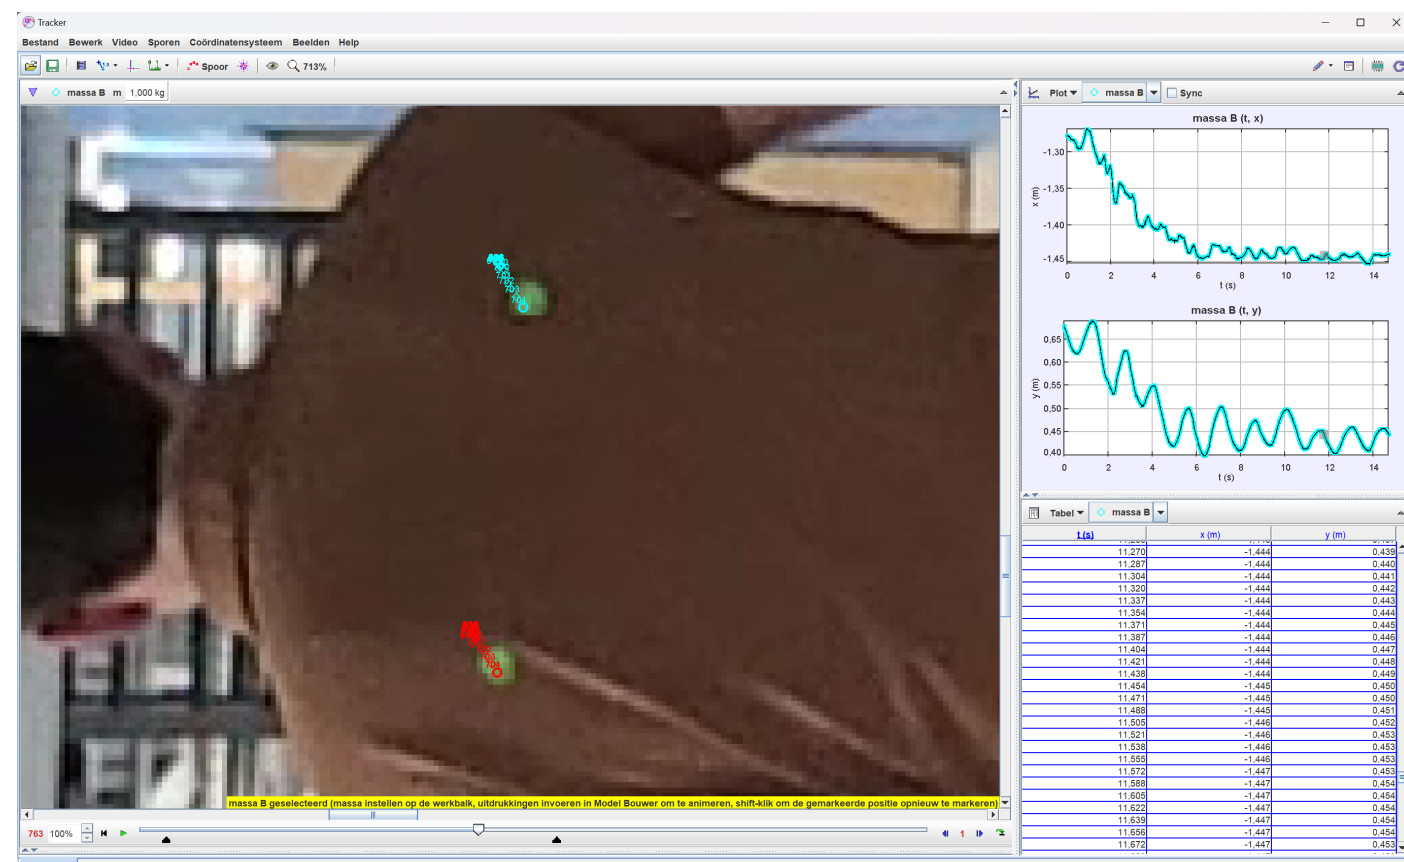 Tracker
Bestand Bewerk Video Sporen Coördinatensysteem Beelden Help
Spoor 713%
massa B m 1,000 kg
Plot massa B Sync
massa B (t, x)
-1,30
-1,35
-1,40
-1,45
x (m)
0 2 4 6 8 10 12 14
t (s)
massa B (t, y)
0,65
0,60
0,55
0,50
0,45
0,40
y (m)
0 2 4 6 8 10 12 14
t (s)
Tabel massa B
t (s) x (m) y (m)
11,270 -1,444 0,439
11,287 -1,444 0,440
11,304 -1,444 0,441
11,320 -1,444 0,442
11,337 -1,444 0,443
11,354 -1,444 0,444
11,371 -1,444 0,445
11,387 -1,444 0,446
11,404 -1,444 0,447
11,421 -1,444 0,448
11,438 -1,444 0,449
11,454 -1,445 0,450
11,471 -1,445 0,450
11,488 -1,445 0,451
11,505 -1,446 0,452
11,521 -1,446 0,453
11,538 -1,446 0,453
11,555 -1,446 0,453
11,572 -1,447 0,453
11,588 -1,447 0,454
11,605 -1,447 0,454
11,622 -1,447 0,454
11,639 -1,447 0,454
11,656 -1,447 0,454
11,672 -1,447 0,453
701
702
703
704
704
massa B geselecteerd (massa instellen op de werkbalk, uitdrukkingen invoeren in Model Bouwer om te animeren, shift-klik om de gemarkeerde positie opnieuw te markeren)
763 100% 1